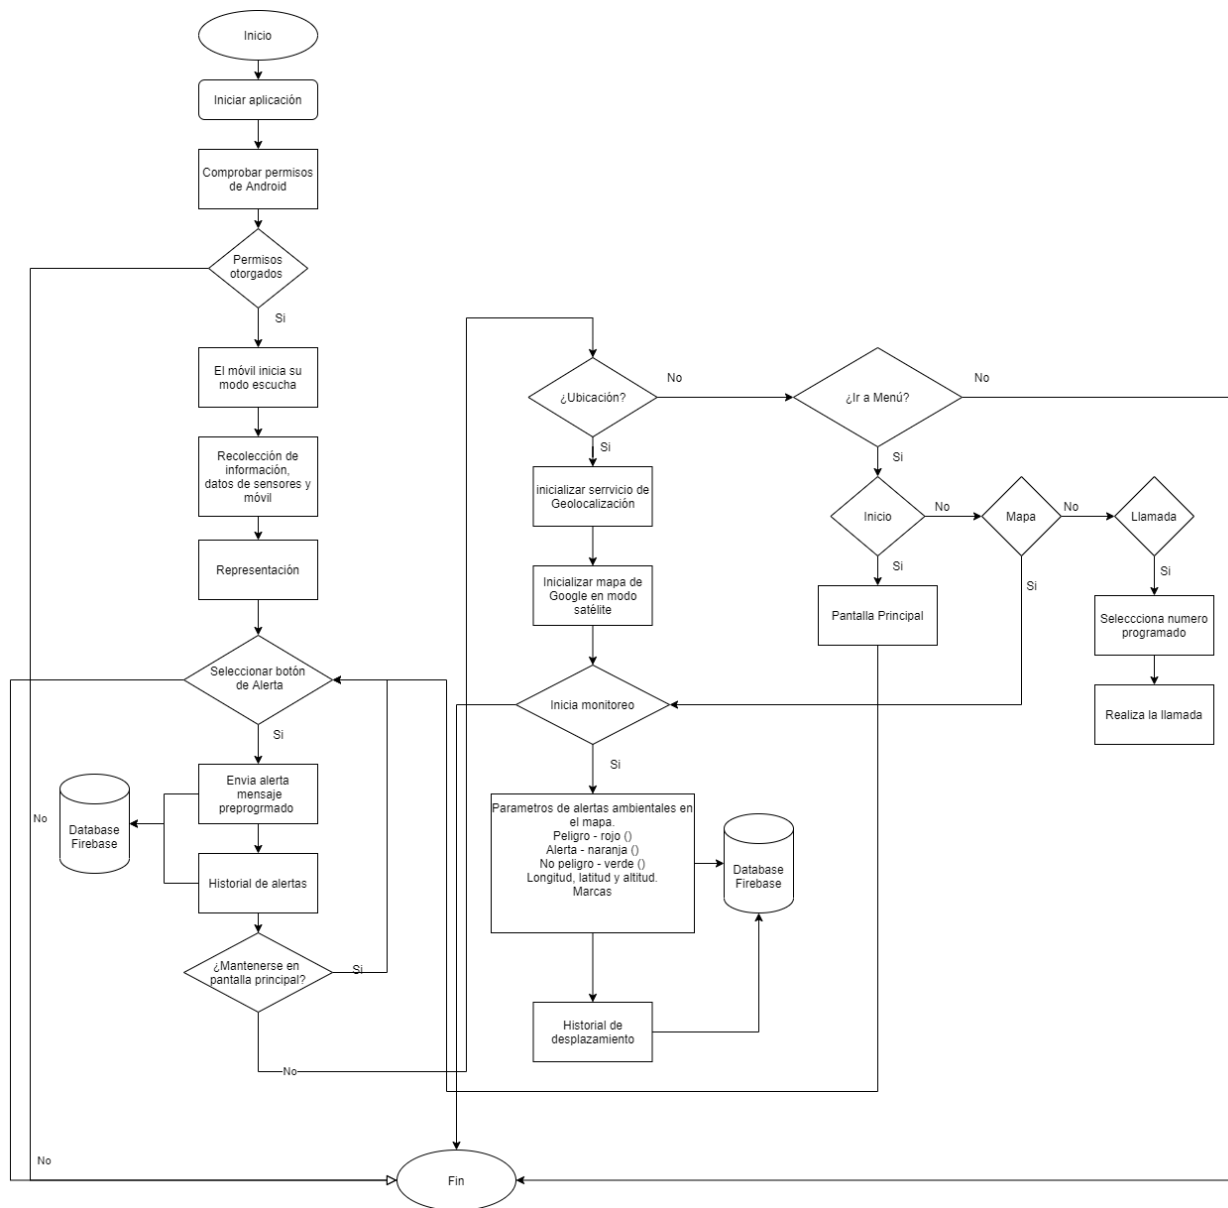 Inicio
Iniciar aplicación
Comprobar permisos
de Android
Permisos
otorgados
Si
El móvil inicia su
modo escucha
Recolección de
información,
datos de sensores y
móvil
Representación
Seleccionar botón
de Alerta
Si
Envia alerta
mensaje
preprogrmado
Database
Firebase
No
Historial de alertas
¿Mantenerse en
pantalla principal?
Si
No
No
¿Ubicación?
No
Si
inicializar serrvicio de
Geolocalización
Inicializar mapa de
Google en modo
satélite
Inicia monitoreo
Si
Parametros de alertas ambientales en
el mapa.
Peligro - rojo ()
Alerta - naranja ()
No peligro - verde ()
Longitud, latitud y altitud.
Marcas
Database
Firebase
Historial de
desplazamiento
¿Ir a Menú?
No
Si
Inicio
No
Mapa
No
Llamada
Si
Si
Si
Pantalla Principal
Seleccciona numero
programado
Realiza la llamada
Fin